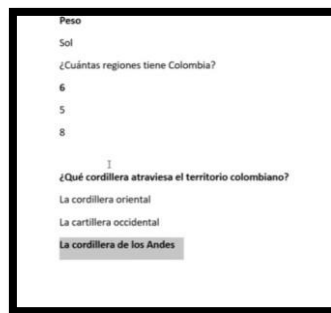 Peso
Sol
¿Cuántas regiones tiene Colombia?
6
5
8
¿Qué cordillera atraviesa el territorio colombiano?
La cordillera oriental
La cartillera occidental
La cordillera de los Andes